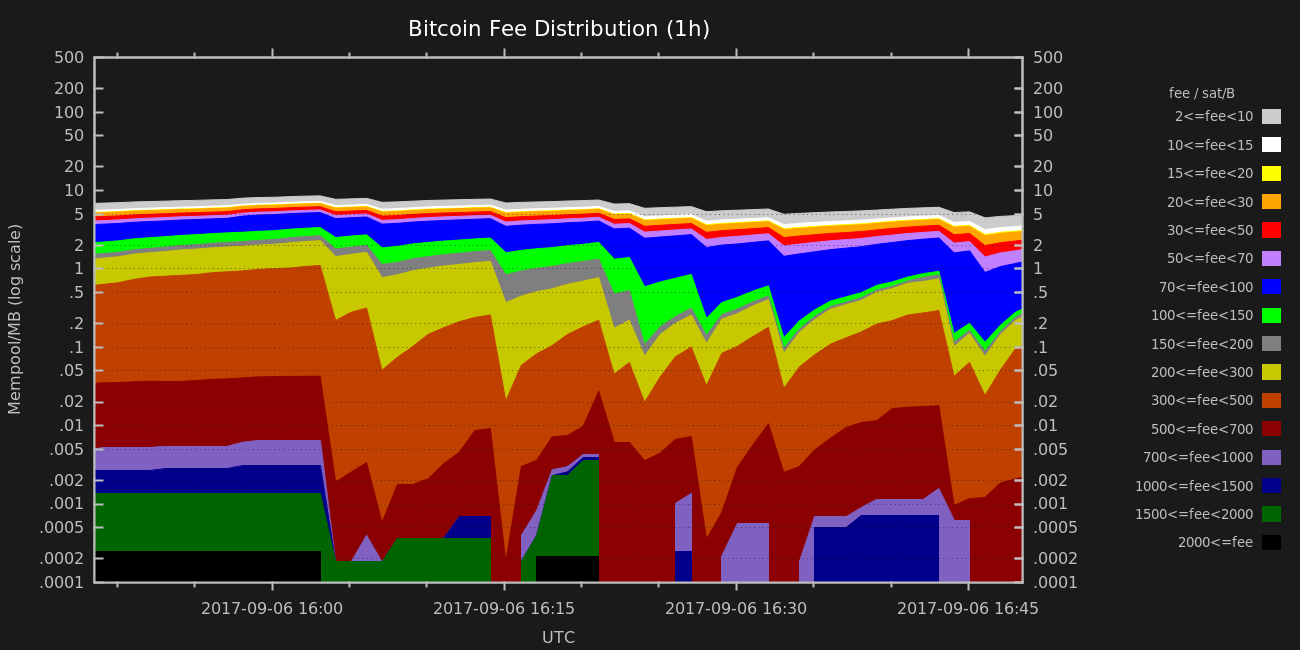 Bitcoin Fee Distribution (1h)
500
200
100
50
20
10
5
2
1
.5
.2
.1
.05
.02
.01
.005
.002
.001
.0005
.0002
.0001
Mempool/MB (log scale)
500
200
100
50
20
10
5
2
1
.5
.2
.1
.05
.02
.01
.005
.002
.001
.0005
.0002
.0001
2017-09-06 16:00
2017-09-06 16:15
2017-09-06 16:30
2017-09-06 16:45
UTC
fee / sat/B
2<=fee<10
10<=fee<15
15<=fee<20
20<=fee<30
30<=fee<50
50<=fee<70
70<=fee<100
100<=fee<150
150<=fee<200
200<=fee<300
300<=fee<500
500<=fee<700
700<=fee<1000
1000<=fee<1500
1500<=fee<2000
2000<=fee